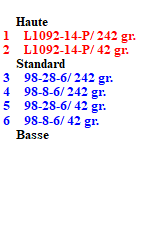 Haute
1 L1092-14-P/ 242 gr.
2 L1092-14-P/ 42 gr.
Standard
3 98-28-6/ 242 gr.
4 98-8-6/ 242 gr.
5 98-28-6/ 42 gr.
6 98-8-6/ 42 gr.
Basse